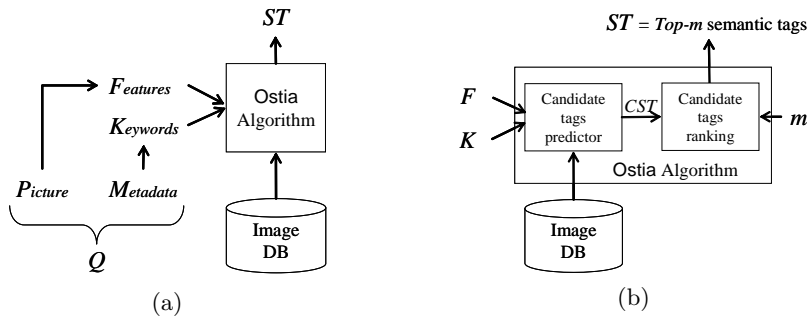 ST
Features
Keywords
Ostia
Algorithm
Picture
Metadata
Q
Image
DB
(a)
ST = Top-m semantic tags
F
K
Candidate
tags
predictor
CST
Candidate
tags
ranking
m
Ostia Algorithm
Image
DB
(b)